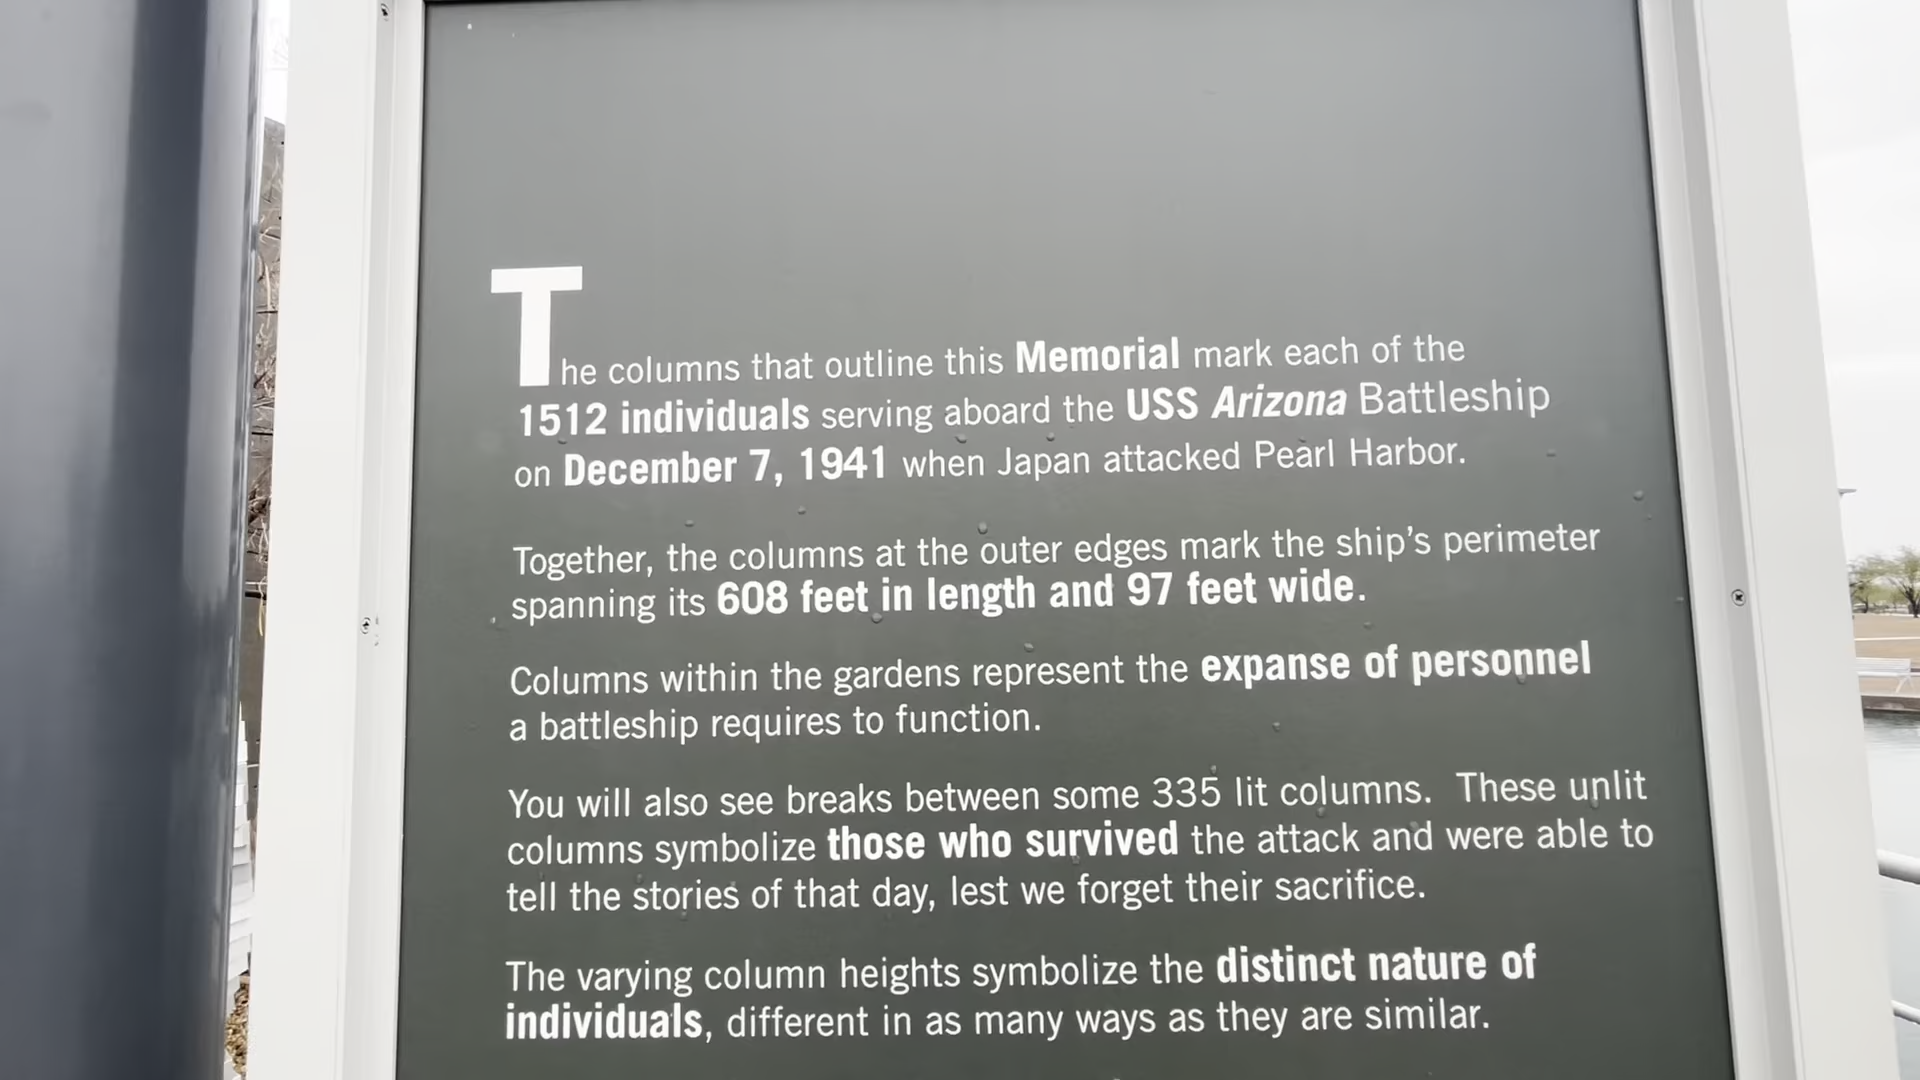 The columns that outline this Memorial mark each of the
1512 individuals serving aboard the USS Arizona Battleship
on December 7, 1941 when Japan attacked Pearl Harbor.
Together, the columns at the outer edges mark the ship's perimeter
spanning its 608 feet in length and 97 feet wide.
Columns within the gardens represent the expanse of personnel
a battleship requires to function.
You will also see breaks between some 335 lit columns. These unlit
columns symbolize those who survived the attack and were able to
tell the stories of that day, lest we forget their sacrifice.
The varying column heights symbolize the distinct nature of
individuals, different in as many ways as they are similar.